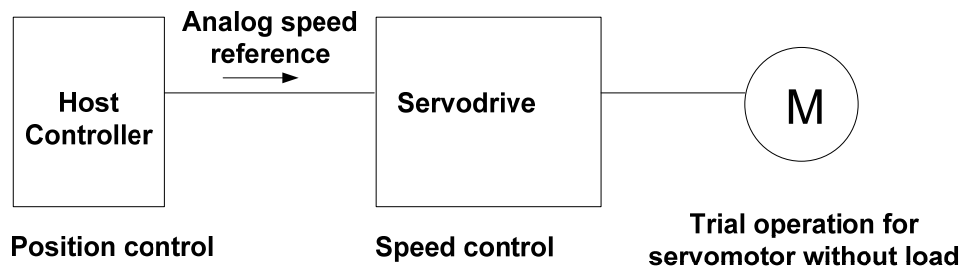 Analog speed
reference
Host
Controller
Servodrive
M
Position control
Speed control
Trial operation for
servomotor without load